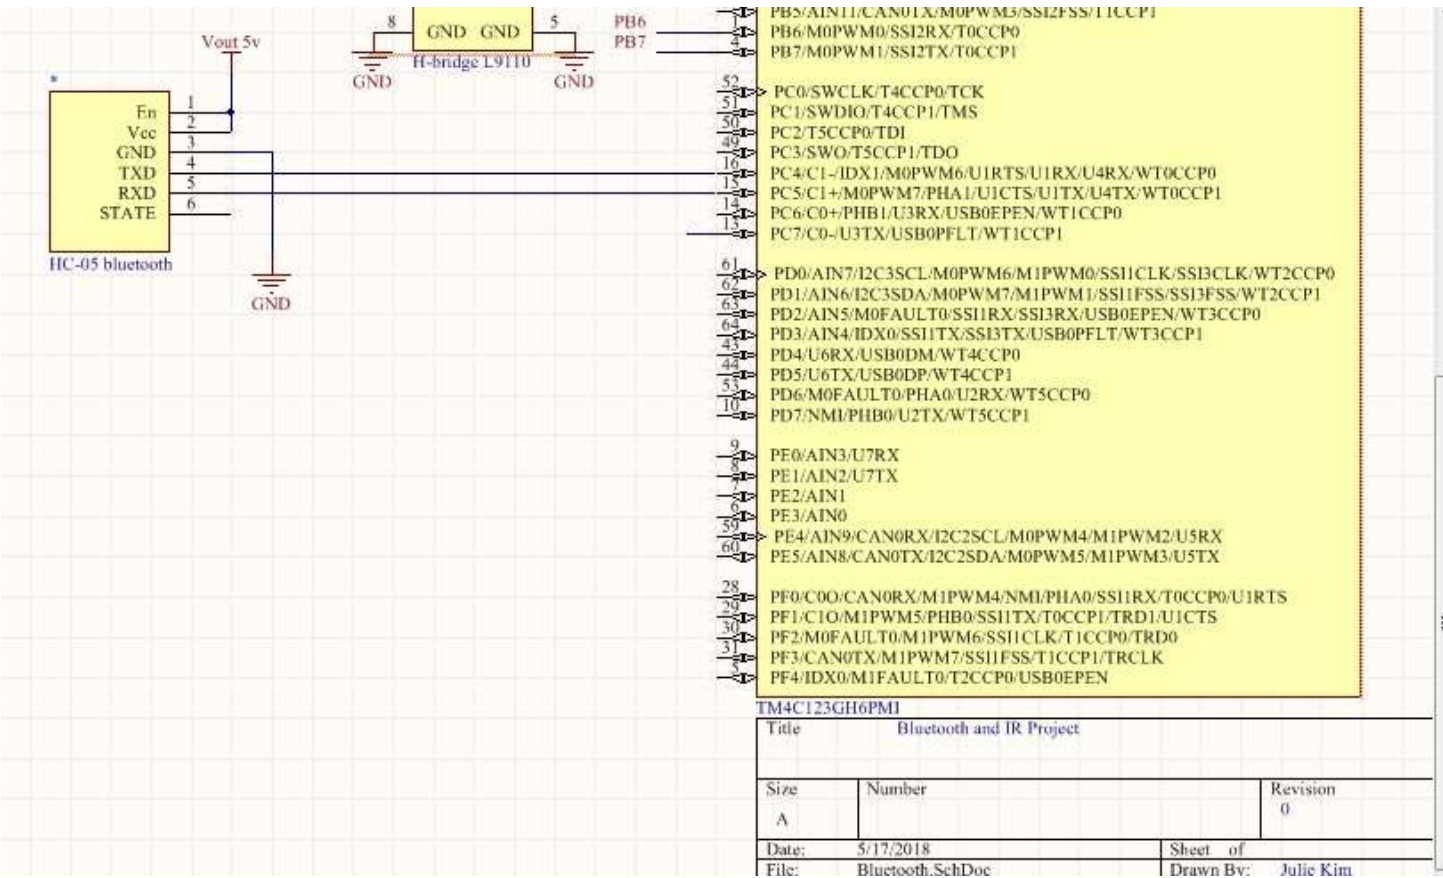 PB5/AIN11/CAN0TX/M0PWM3/SSI2FSS/T1CCP1
8 GND GND 5 PB6 1 PB6/M0PWM0/SSI2RX/T0CCP0
PB7 4 PB7/M0PWM1/SSI2TX/T0CCP1
Vout 5v
H-bridge L9110
GND GND
*
52 PC0/SWCLK/T4CCP0/TCK
En 1 51 PC1/SWDIO/T4CCP1/TMS
Vcc 2 50 PC2/T5CCP0/TDI
GND 3 49 PC3/SWO/T5CCP1/TDO
TXD 4 16 PC4/C1-/IDX1/M0PWM6/U1RTS/U1RX/U4RX/WT0CCP0
RXD 5 15 PC5/C1+/M0PWM7/PHA1/U1CTS/U1TX/U4TX/WT0CCP1
STATE 6 14 PC6/C0+/PHB1/U3RX/USB0EPEN/WT1CCP0
13 PC7/C0-/U3TX/USB0PFLT/WT1CCP1
HC-05 bluetooth
GND
61 PD0/AIN7/I2C3SCL/M0PWM6/M1PWM0/SSI1CLK/SSI3CLK/WT2CCP0
62 PD1/AIN6/I2C3SDA/M0PWM7/M1PWM1/SSI1FSS/SSI3FSS/WT2CCP1
63 PD2/AIN5/M0FAULT0/SSI1RX/SSI3RX/USB0EPEN/WT3CCP0
64 PD3/AIN4/IDX0/SSI1TX/SSI3TX/USB0PFLT/WT3CCP1
43 PD4/U6RX/USB0DM/WT4CCP0
44 PD5/U6TX/USB0DP/WT4CCP1
53 PD6/M0FAULT0/PHA0/U2RX/WT5CCP0
10 PD7/NMI/PHB0/U2TX/WT5CCP1
9 PE0/AIN3/U7RX
8 PE1/AIN2/U7TX
7 PE2/AIN1
6 PE3/AIN0
59 PE4/AIN9/CAN0RX/I2C2SCL/M0PWM4/M1PWM2/U5RX
60 PE5/AIN8/CAN0TX/I2C2SDA/M0PWM5/M1PWM3/U5TX
28 PF0/C0O/CAN0RX/M1PWM4/NMI/PHA0/SSI1RX/T0CCP0/U1RTS
29 PF1/C1O/M1PWM5/PHB0/SSI1TX/T0CCP1/TRD1/U1CTS
30 PF2/M0FAULT0/M1PWM6/SSI1CLK/T1CCP0/TRD0
31 PF3/CAN0TX/M1PWM7/SSI1FSS/T1CCP1/TRCLK
5 PF4/IDX0/M1FAULT0/T2CCP0/USB0EPEN
TM4C123GH6PMI
Title Bluetooth and IR Project
Size Number Revision
A 0
Date: 5/17/2018 Sheet of
File: Bluetooth.SchDoc Drawn By: Julie Kim